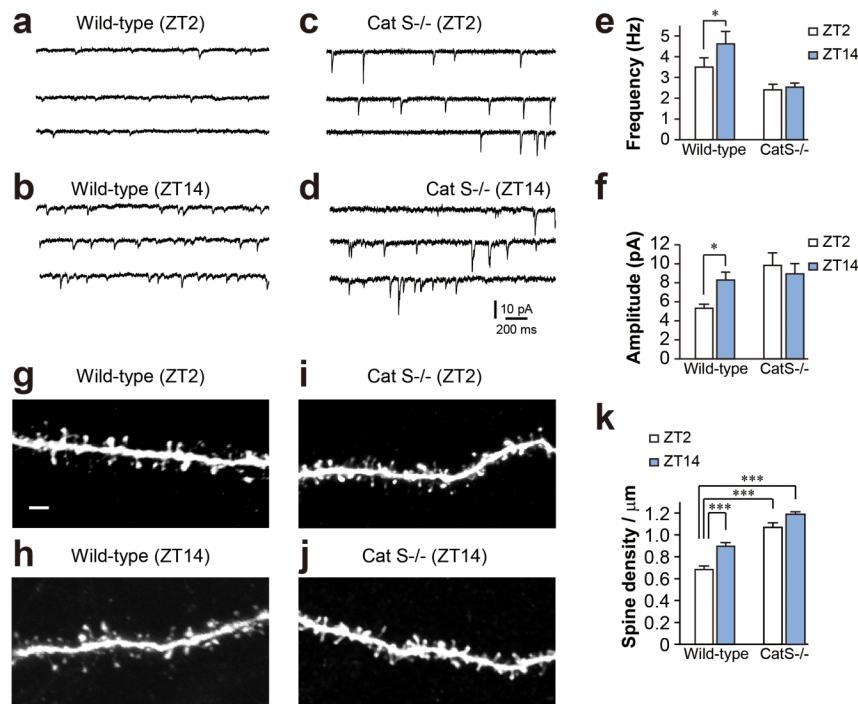 a Wild-type (ZT2)
b Wild-type (ZT14)
c Cat S-/- (ZT2)
d Cat S-/- (ZT14)
10 pA
200 ms
e
Frequency (Hz)
5
4
3
2
1
0
*
ZT2
ZT14
Wild-type CatS-/-
f
Amplitude (pA)
12
10
8
6
4
2
0
*
ZT2
ZT14
Wild-type CatS-/-
g Wild-type (ZT2)
h Wild-type (ZT14)
i Cat S-/- (ZT2)
j Cat S-/- (ZT14)
k
ZT2
ZT14
Spine density / μm
1.2
1.0
0.8
0.6
0.4
0.2
0
***
***
***
Wild-type CatS-/-